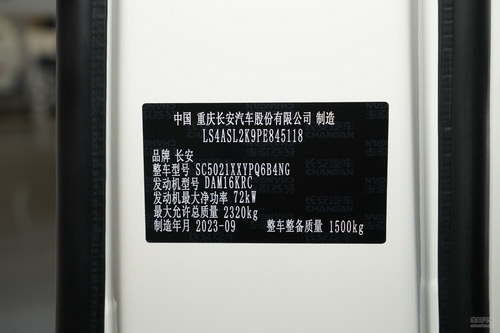 中国 重庆长安汽车股份有限公司 制造
LS4ASL2K9PE845118
品牌 长安
整车型号 SC5021XXYPQ6B4NG
发动机型号 DAM16KRC
发动机最大净功率 72kW
最大允许总质量 2320kg
制造年月 2023-09 整车整备质量 1500kg